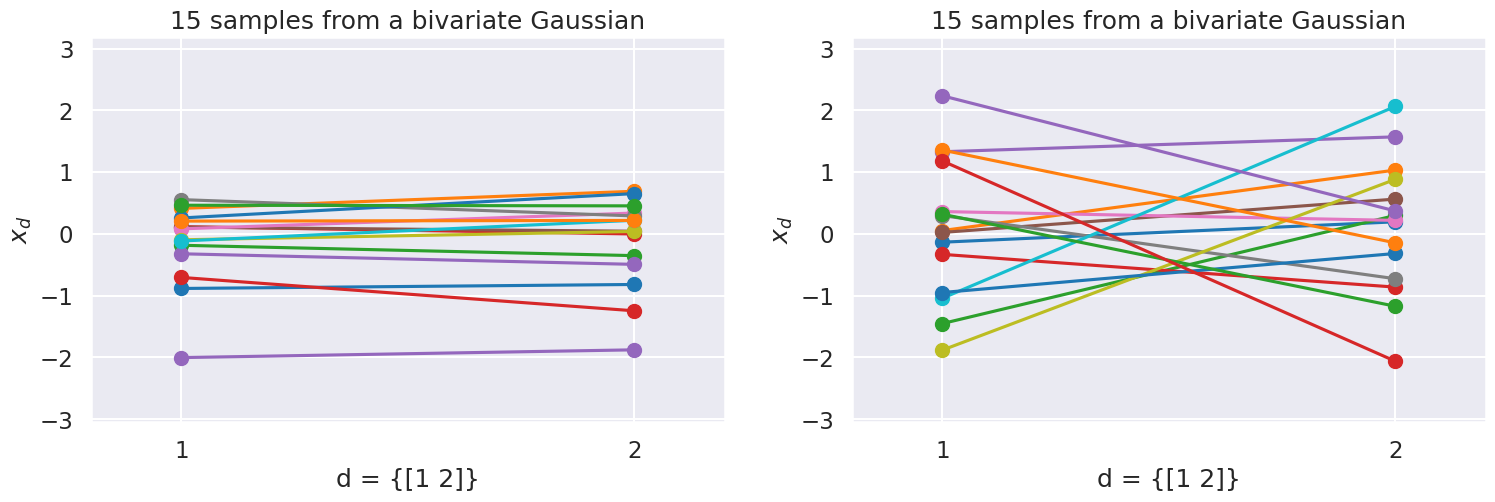 15 samples from a bivariate Gaussian
3
2
1
0
−1
−2
−3
x_d
1 2
d = {[1 2]}
15 samples from a bivariate Gaussian
3
2
1
0
−1
−2
−3
x_d
1 2
d = {[1 2]}